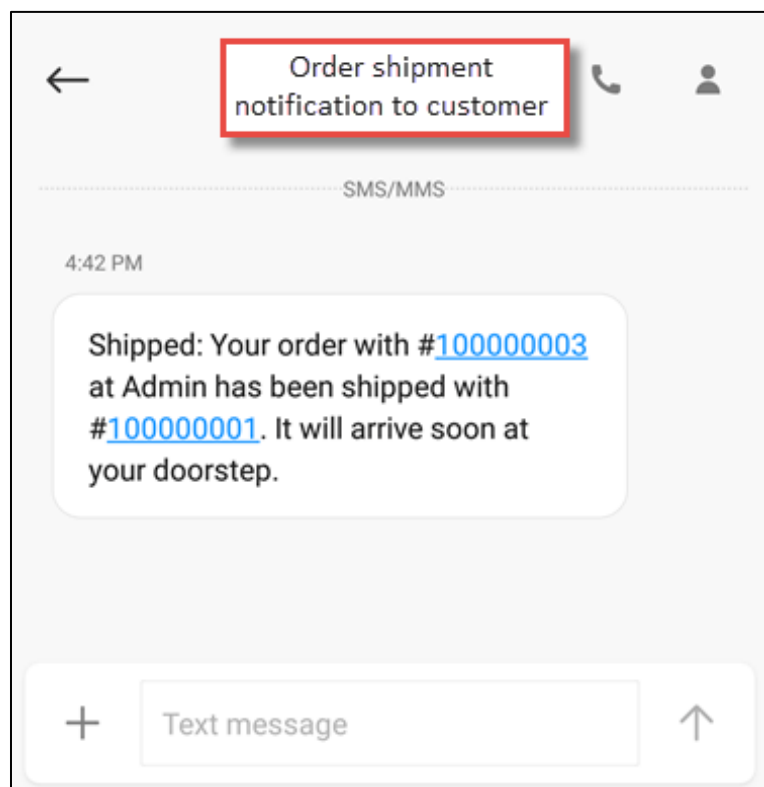 Order shipment
notification to customer
SMS/MMS
4:42 PM
Shipped: Your order with #100000003
at Admin has been shipped with
#100000001. It will arrive soon at
your doorstep.
Text message